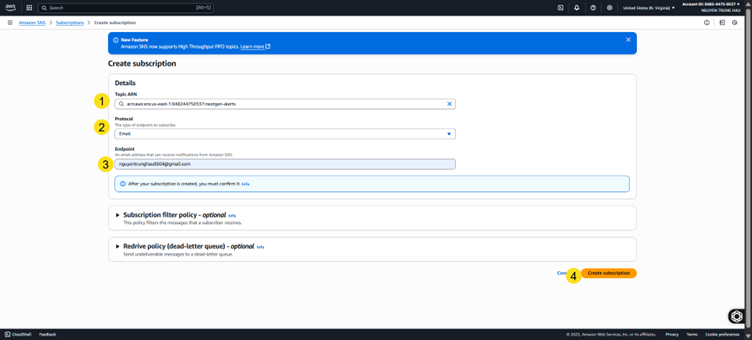 aws
Search
[Alt+S]
United States (N. Virginia)
Account ID: 0482-4475-0537
NGUYEN TRUNG HAU
Amazon SNS > Subscriptions > Create subscription
New Feature
Amazon SNS now supports High Throughput FIFO topics. Learn more
Create subscription
Details
Topic ARN
1
arn:aws:sns:us-east-1:048244750537:nextgen-alerts
2
Protocol
The type of endpoint to subscribe
Email
3
Endpoint
An email address that can receive notifications from Amazon SNS.
After your subscription is created, you must confirm it. Info
Subscription filter policy - optional Info
This policy filters the messages that a subscriber receives.
Redrive policy (dead-letter queue) - optional Info
Send undeliverable messages to a dead-letter queue.
4
Create subscription
CloudShell
Feedback
© 2025, Amazon Web Services, Inc. or its affiliates.
Privacy
Terms
Cookie preferences